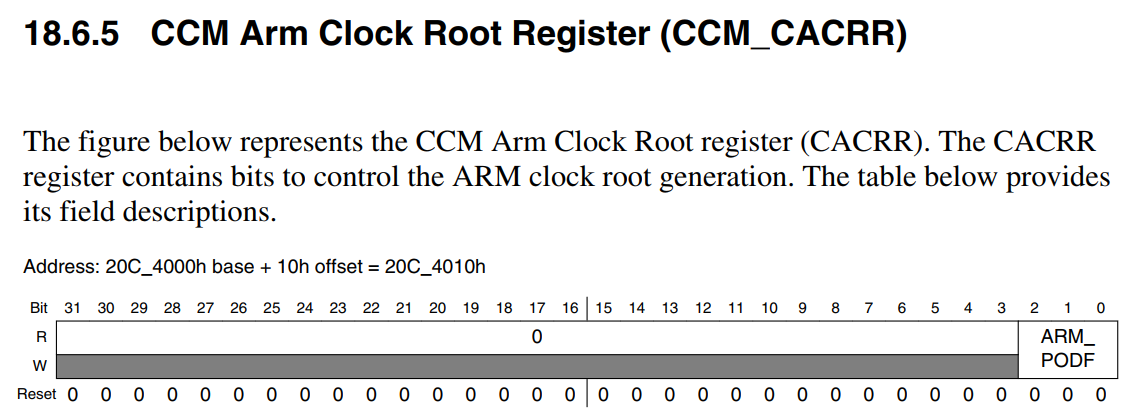 18.6.5 CCM Arm Clock Root Register (CCM_CACRR)
The figure below represents the CCM Arm Clock Root register (CACRR). The CACRR
register contains bits to control the ARM clock root generation. The table below provides
its field descriptions.
Address: 20C_4000h base + 10h offset = 20C_4010h
Bit 31 30 29 28 27 26 25 24 23 22 21 20 19 18 17 16 15 14 13 12 11 10 9 8 7 6 5 4 3 2 1 0
R 0 ARM_
W PODF
Reset 0 0 0 0 0 0 0 0 0 0 0 0 0 0 0 0 0 0 0 0 0 0 0 0 0 0 0 0 0 0 0 0